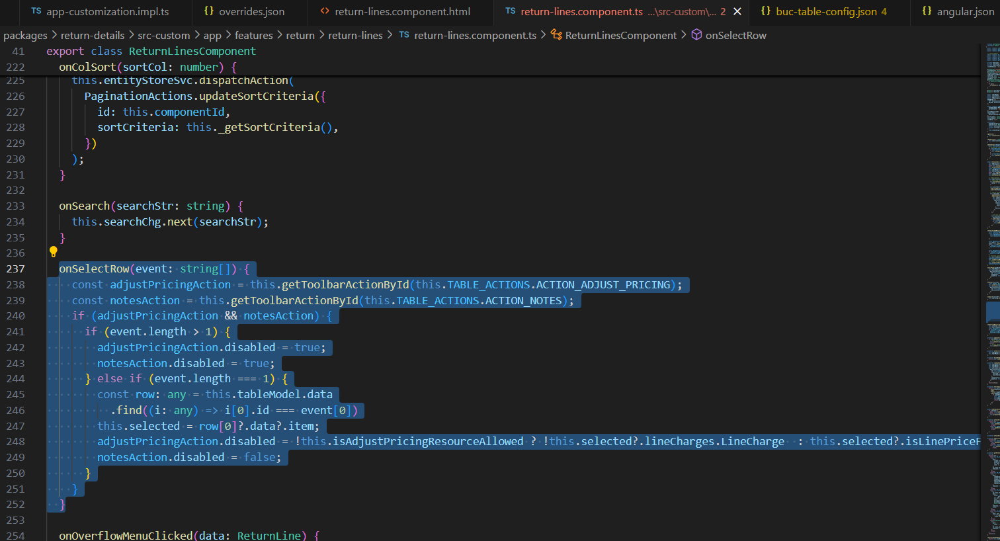 TS app-customization.impl.ts {} overrides.json <> return-lines.component.html TS return-lines.component.ts ...\src-custom\... 2 × {} buc-table-config.json 4 {} angular.json
packages > return-details > src-custom > app > features > return > return-lines > TS return-lines.component.ts > ReturnLinesComponent > onSelectRow
41 export class ReturnLinesComponent
222 onColSort(sortCol: number) {
225 this.entityStoreSvc.dispatchAction(
226 PaginationActions.updateSortCriteria({
227 id: this.componentId,
228 sortCriteria: this._getSortCriteria(),
229 })
230 );
231 }
232
233 onSearch(searchStr: string) {
234 this.searchChg.next(searchStr);
235 }
236
237 onSelectRow(event: string[]) {
238 const adjustPricingAction = this.getToolbarActionById(this.TABLE_ACTIONS.ACTION_ADJUST_PRICING);
239 const notesAction = this.getToolbarActionById(this.TABLE_ACTIONS.ACTION_NOTES);
240 if (adjustPricingAction && notesAction) {
241 if (event.length > 1) {
242 adjustPricingAction.disabled = true;
243 notesAction.disabled = true;
244 } else if (event.length === 1) {
245 const row: any = this.tableModel.data
246 .find((i: any) => i[0].id === event[0])
247 this.selected = row[0]?.data?.item;
248 adjustPricingAction.disabled = !this.isAdjustPricingResourceAllowed ? !this.selected?.lineCharges.LineCharge : this.selected?.isLinePriceF
249 notesAction.disabled = false;
250 }
251 }
252 }
253
254 onOverflowMenuClicked(data: ReturnLine) {